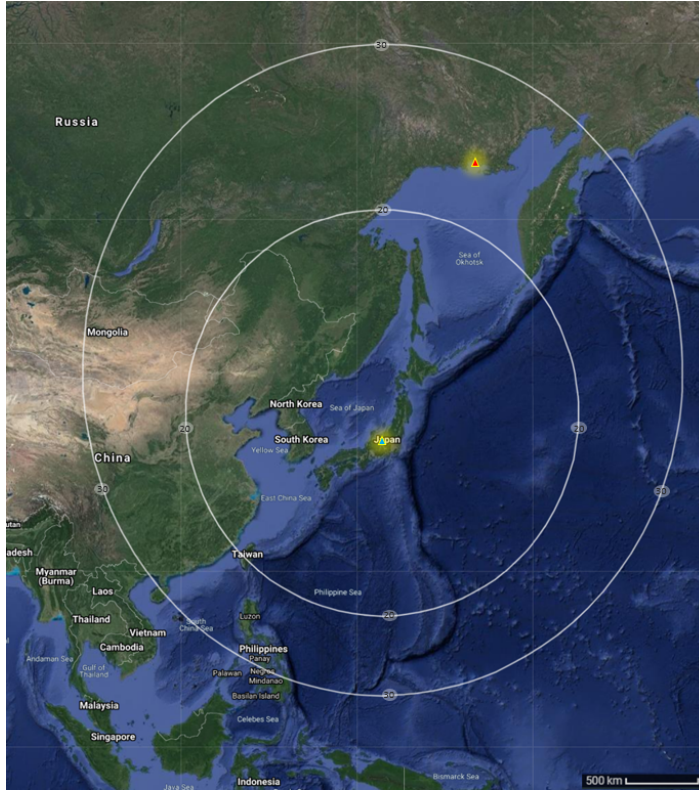 30
Russia
20
Sea of
Okhotsk
Mongolia
North Korea
Sea of Japan
20
South Korea
Japan
20
Yellow Sea
China
30
30
East China Sea
utan
adesh
Taiwan
Myanmar
(Burma)
Laos
Philippine Sea
Thailand
20
Luzon
South
China Sea
Vietnam
Cambodia
Philippines
Andaman Sea
Panay
Gulf of
Thailand
Palawan
Negros
Mindanao
30
Basilan Island
Malaysia
Celebes Sea
Singapore
Indonesia
Bismarck Sea
500 km
Java Sea